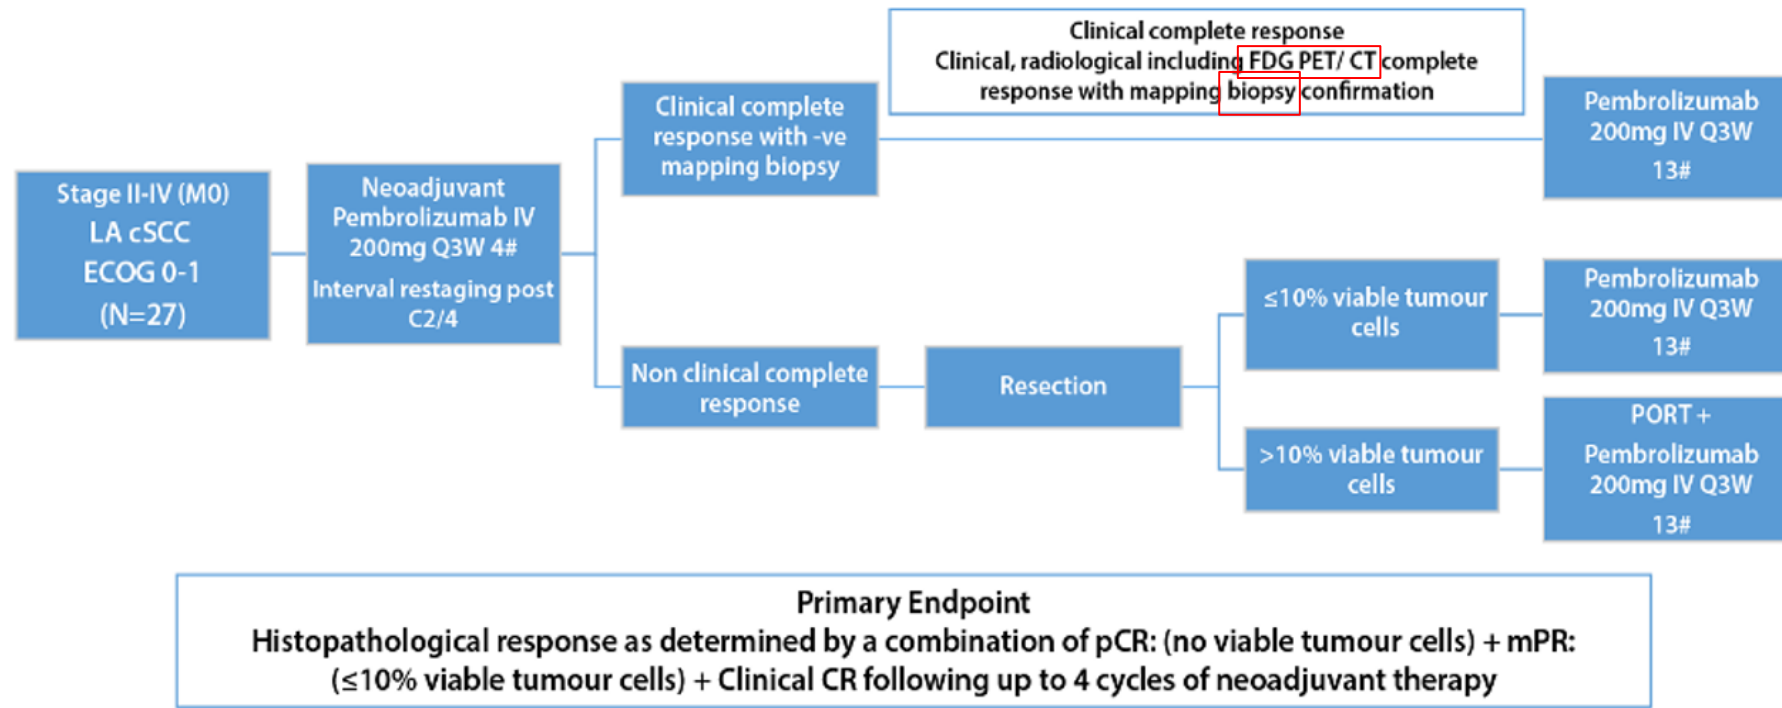 Clinical complete response
Clinical, radiological including FDG PET/ CT complete
response with mapping biopsy confirmation
Stage II-IV (M0)
LA cSCC
ECOG 0-1
(N=27)
Neoadjuvant
Pembrolizumab IV
200mg Q3W 4#
Interval restaging post
C2/4
Clinical complete
response with -ve
mapping biopsy
Pembrolizumab
200mg IV Q3W
13#
Non clinical complete
response
Resection
≤10% viable tumour
cells
Pembrolizumab
200mg IV Q3W
13#
>10% viable tumour
cells
PORT +
Pembrolizumab
200mg IV Q3W
13#
Primary Endpoint
Histopathological response as determined by a combination of pCR: (no viable tumour cells) + mPR:
(≤10% viable tumour cells) + Clinical CR following up to 4 cycles of neoadjuvant therapy